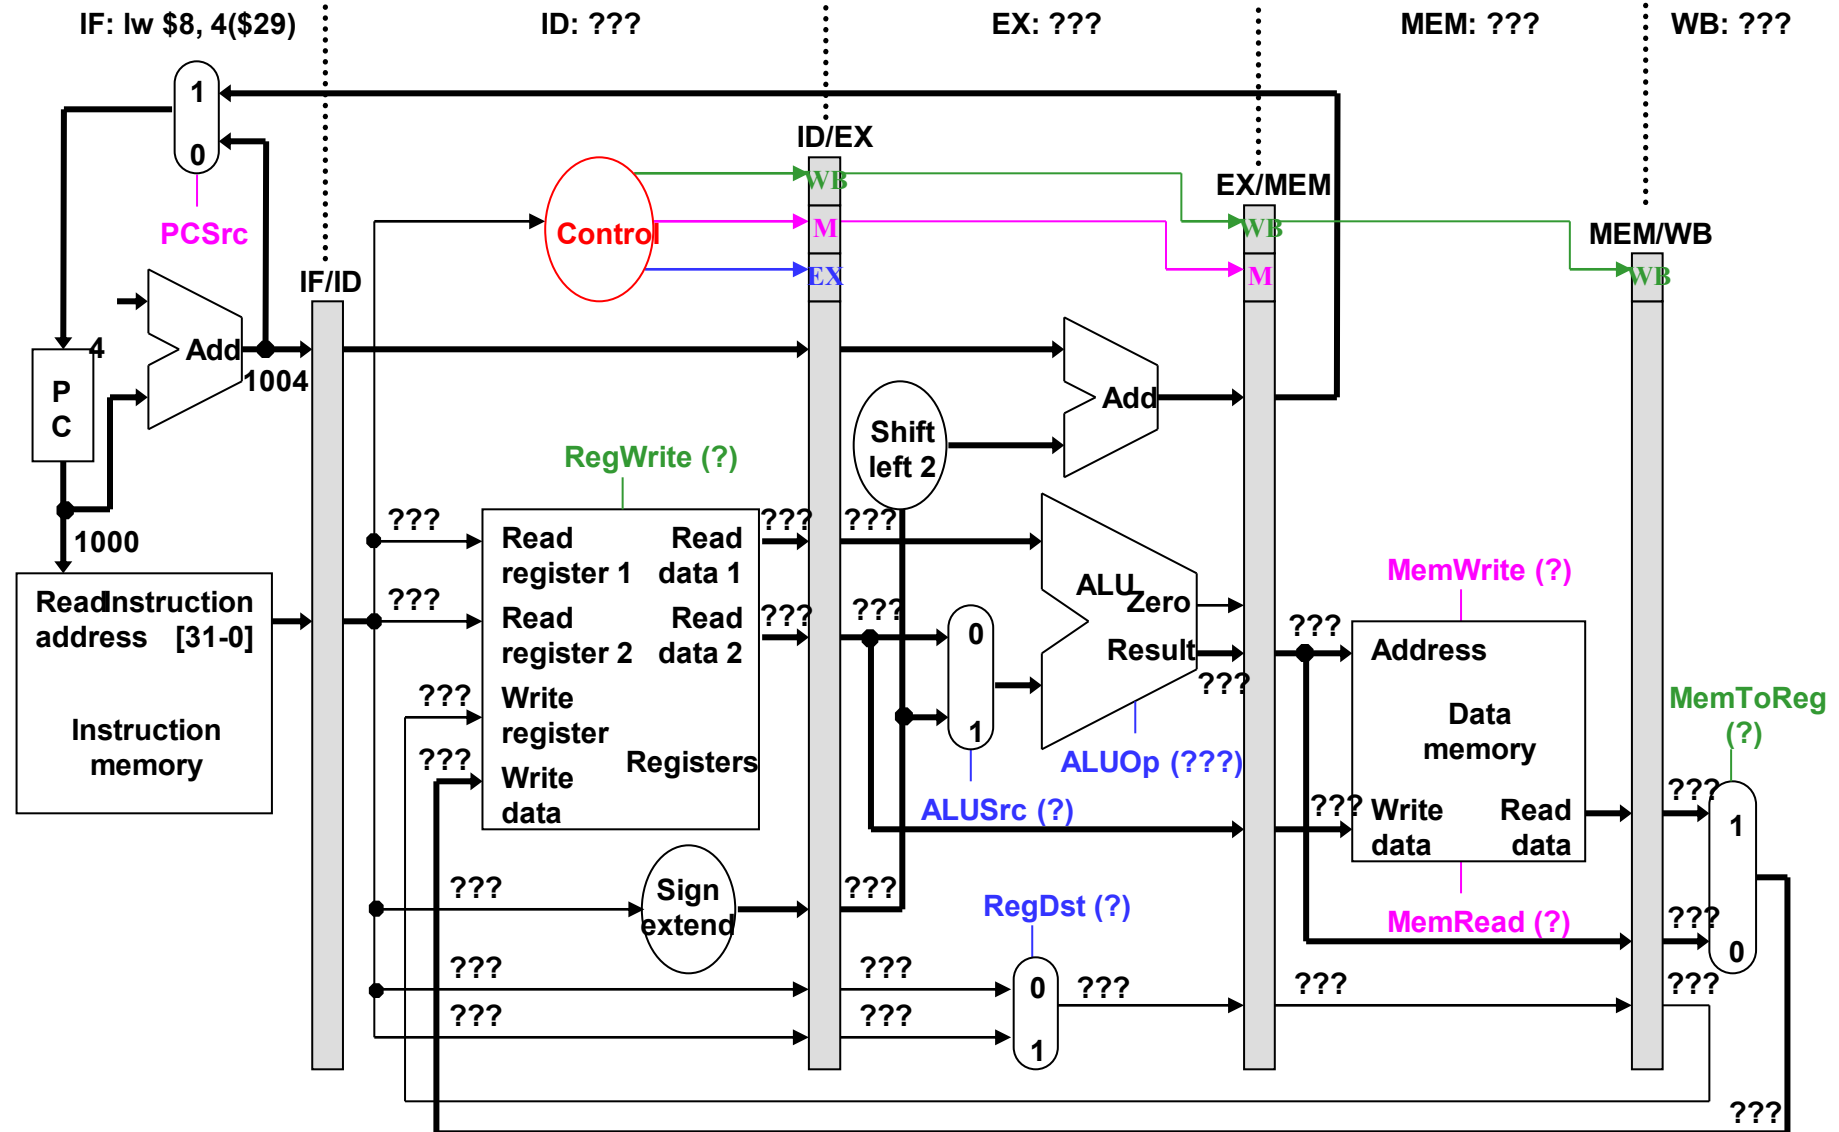 IF: lw $8, 4($29)
ID: ???
EX: ???
MEM: ???
WB: ???
1
0
PCSrc
ID/EX
WB
M
EX
Control
EX/MEM
WB
M
MEM/WB
WB
IF/ID
4
Add
1004
P
C
1000
Add
Shift
left 2
RegWrite (?)
???
???
???
???
Read
register 1
Read
data 1
Read
register 2
Read
data 2
Write
register
Write
data
Registers
???
???
???
???
Read
address
Instruction
[31-0]
Instruction
memory
0
1
ALUSrc (?)
ALU
Zero
Result
???
ALUOp (???)
MemWrite (?)
???
Address
Data
memory
???
Write
data
Read
data
MemRead (?)
MemToReg
(?)
???
1
???
0
???
???
Sign
extend
???
RegDst (?)
???
???
???
???
0
1
???
???
???